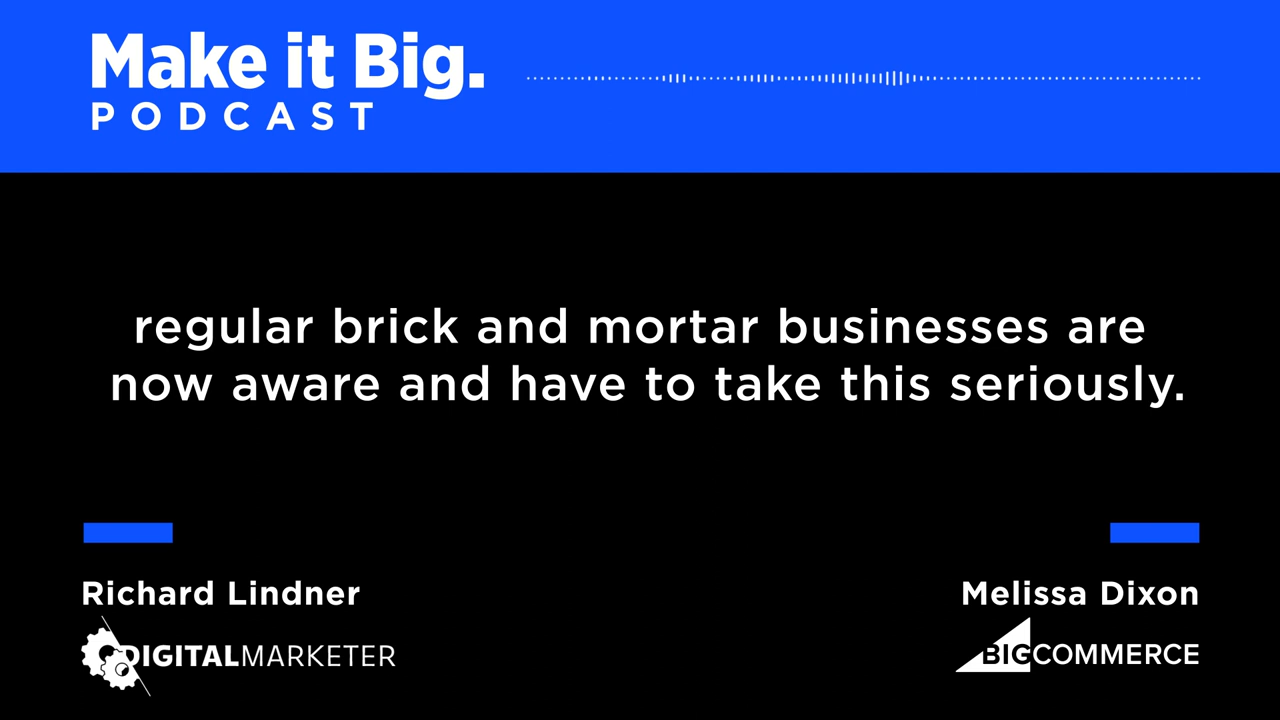 Make it Big.
PODCAST
regular brick and mortar businesses are
now aware and have to take this seriously.
Richard Lindner
Melissa Dixon
DIGITALMARKETER
BIGCOMMERCE